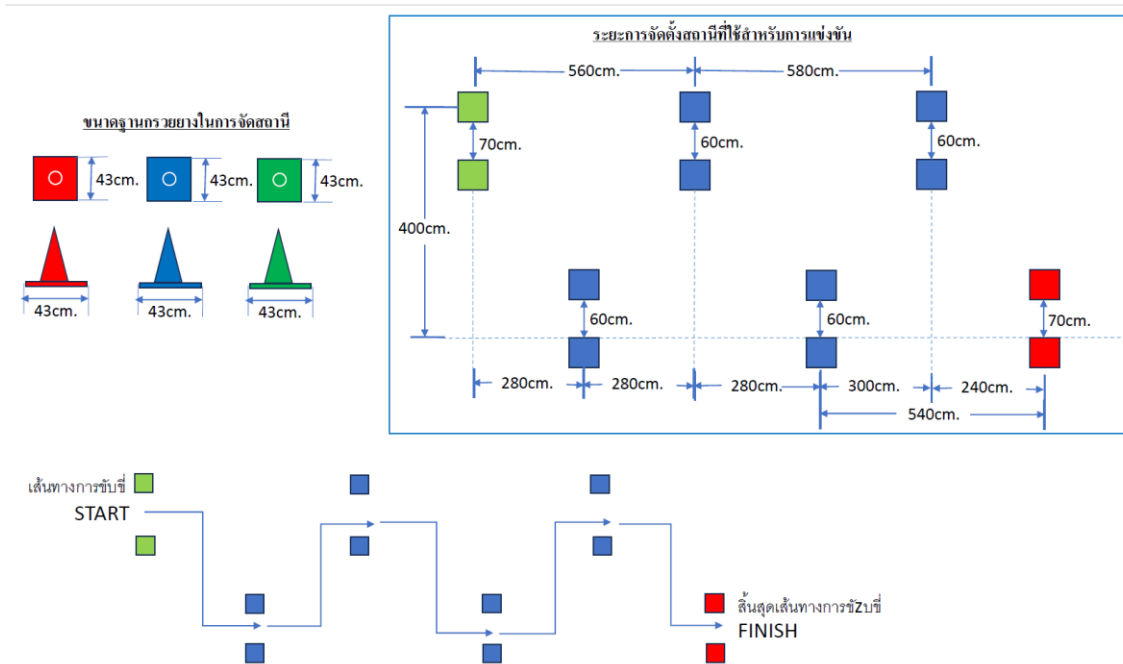 ระยะการจัดตั้งสถานีที่ใช้สำหรับการแข่งขัน
560cm.
580cm.
ขนาดฐานกรวยยางในการจัดสถานี
70cm.
60cm.
60cm.
43cm.
43cm.
43cm.
400cm.
43cm.
43cm.
43cm.
60cm.
60cm.
70cm.
280cm.
280cm.
280cm.
300cm.
240cm.
540cm.
เส้นทางการขับขี่
START
สิ้นสุดเส้นทางการขัzบขี่
FINISH